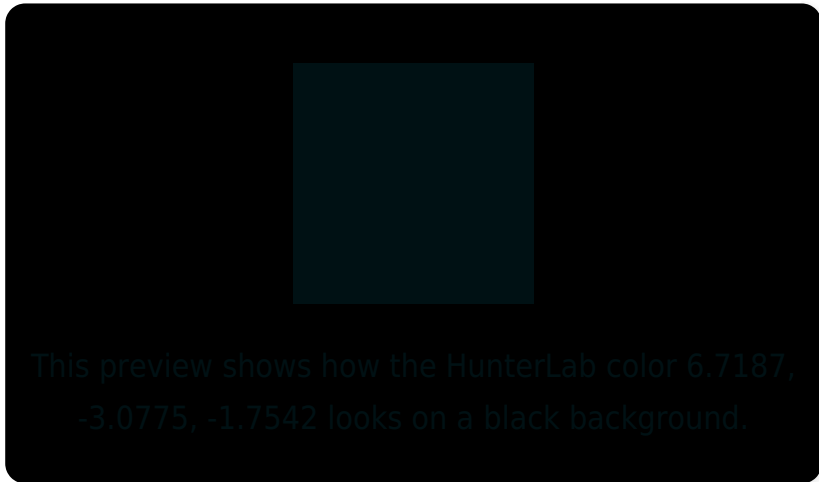 This preview shows how the HunterLab color 6.7187,
-3.0775, -1.7542 looks on a black background.